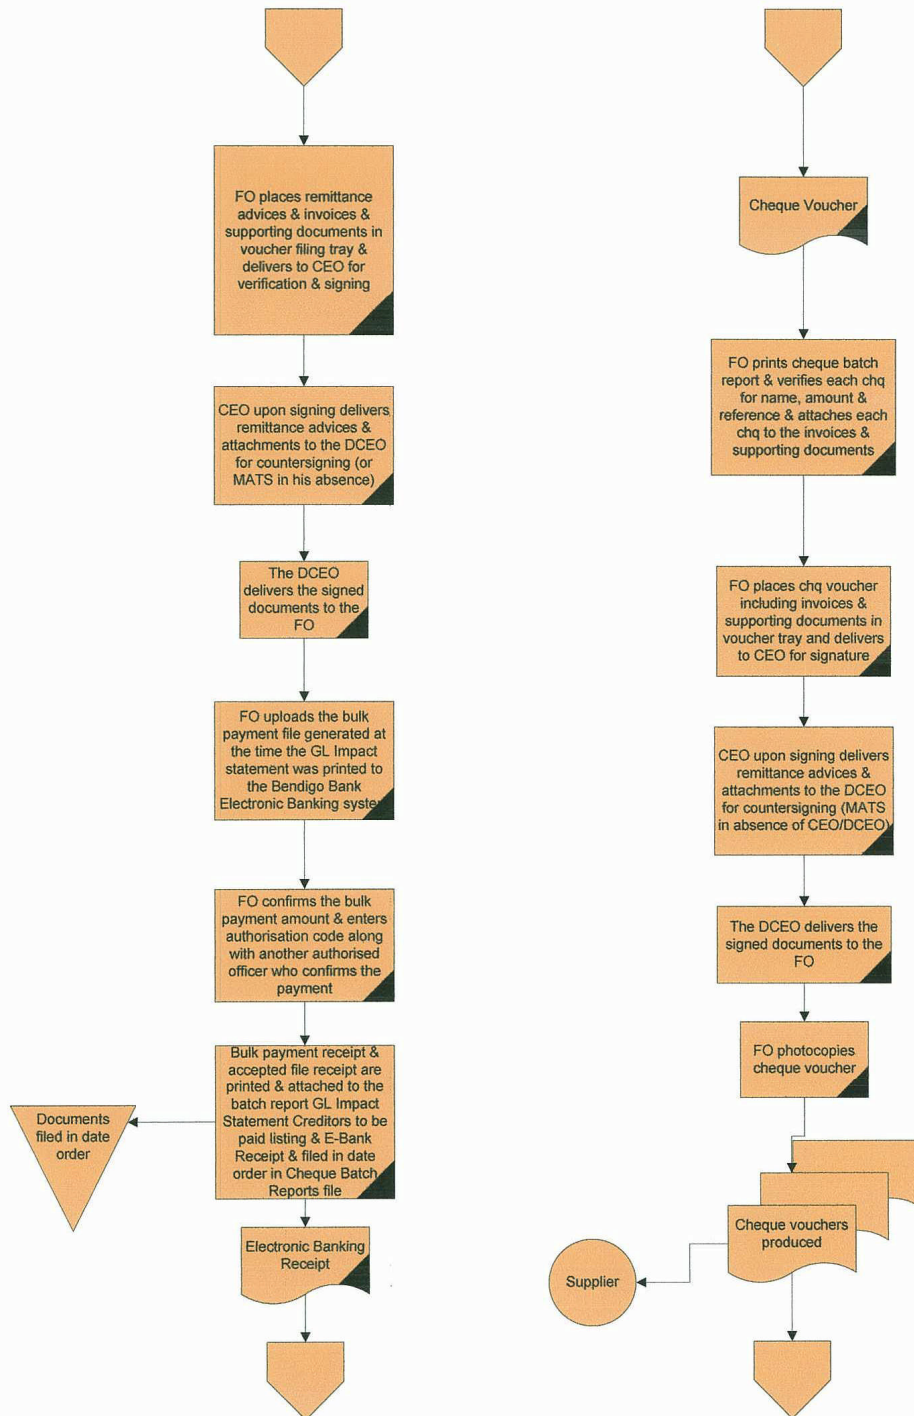 FO places remittance
advices & invoices &
supporting documents in
voucher filing tray &
delivers to CEO for
verification & signing
CEO upon signing delivers
remittance advices &
attachments to the DCEO
for countersigning (or
MATS in his absence)
The DCEO
delivers the signed
documents to the
FO
FO uploads the bulk
payment file generated at
the time the GL Impact
statement was printed to
the Bendigo Bank
Electronic Banking system
FO confirms the bulk
payment amount & enters
authorisation code along
with another authorised
officer who confirms the
payment
Bulk payment receipt &
accepted file receipt are
printed & attached to the
batch report GL Impact
Statement Creditors to be
paid listing & E-Bank
Receipt & filed in date
order in Cheque Batch
Reports file
Documents
filed in date
order
Electronic Banking
Receipt
Cheque Voucher
FO prints cheque batch
report & verifies each chq
for name, amount &
reference & attaches each
chq to the invoices &
supporting documents
FO places chq voucher
including invoices &
supporting documents in
voucher tray and delivers
to CEO for signature
CEO upon signing delivers
remittance advices &
attachments to the DCEO
for countersigning (MATS
in absence of CEO/DCEO)
The DCEO delivers the
signed documents to the
FO
FO photocopies
cheque voucher
Cheque vouchers
produced
Supplier